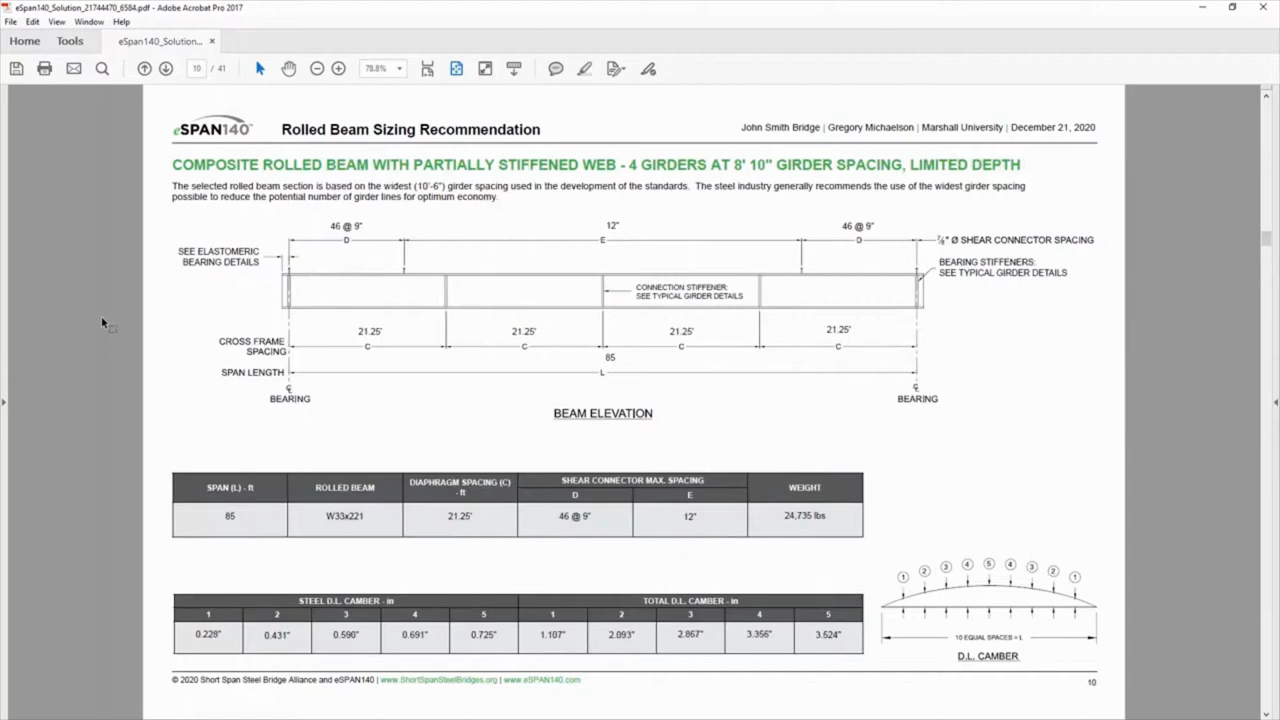 eSpan140_Solution_21744470_6584.pdf - Adobe Acrobat Pro 2017
File Edit View Window Help
Home Tools eSpan140_Solution... ×
10 / 41 78.8%
eSPAN140 Rolled Beam Sizing Recommendation John Smith Bridge | Gregory Michaelson | Marshall University | December 21, 2020
COMPOSITE ROLLED BEAM WITH PARTIALLY STIFFENED WEB - 4 GIRDERS AT 8' 10" GIRDER SPACING, LIMITED DEPTH
The selected rolled beam section is based on the widest (10'-6") girder spacing used in the development of the standards. The steel industry generally recommends the use of the widest girder spacing
possible to reduce the potential number of girder lines for optimum economy.
46 @ 9" 12" 46 @ 9"
D E D ⅞" Ø SHEAR CONNECTOR SPACING
SEE ELASTOMERIC
BEARING DETAILS
BEARING STIFFENERS:
SEE TYPICAL GIRDER DETAILS
CONNECTION STIFFENER:
SEE TYPICAL GIRDER DETAILS
21.25' 21.25' 21.25' 21.25'
CROSS FRAME
SPACING
C C C C
85
SPAN LENGTH L
℄ ℄
BEARING BEARING
BEAM ELEVATION
SPAN (L) - ft ROLLED BEAM DIAPHRAGM SPACING (C)
- ft SHEAR CONNECTOR MAX. SPACING WEIGHT
D E
85 W33x221 21.25' 46 @ 9" 12" 24,735 lbs
STEEL D.L. CAMBER - in TOTAL D.L. CAMBER - in
1 2 3 4 5 1 2 3 4 5
0.228" 0.431" 0.590" 0.691" 0.725" 1.107" 2.093" 2.867" 3.356" 3.524"
1 2 3 4 5 4 3 2 1
10 EQUAL SPACES = L
D.L. CAMBER
© 2020 Short Span Steel Bridge Alliance and eSPAN140 | www.ShortSpanSteelBridges.org | www.eSPAN140.com
10